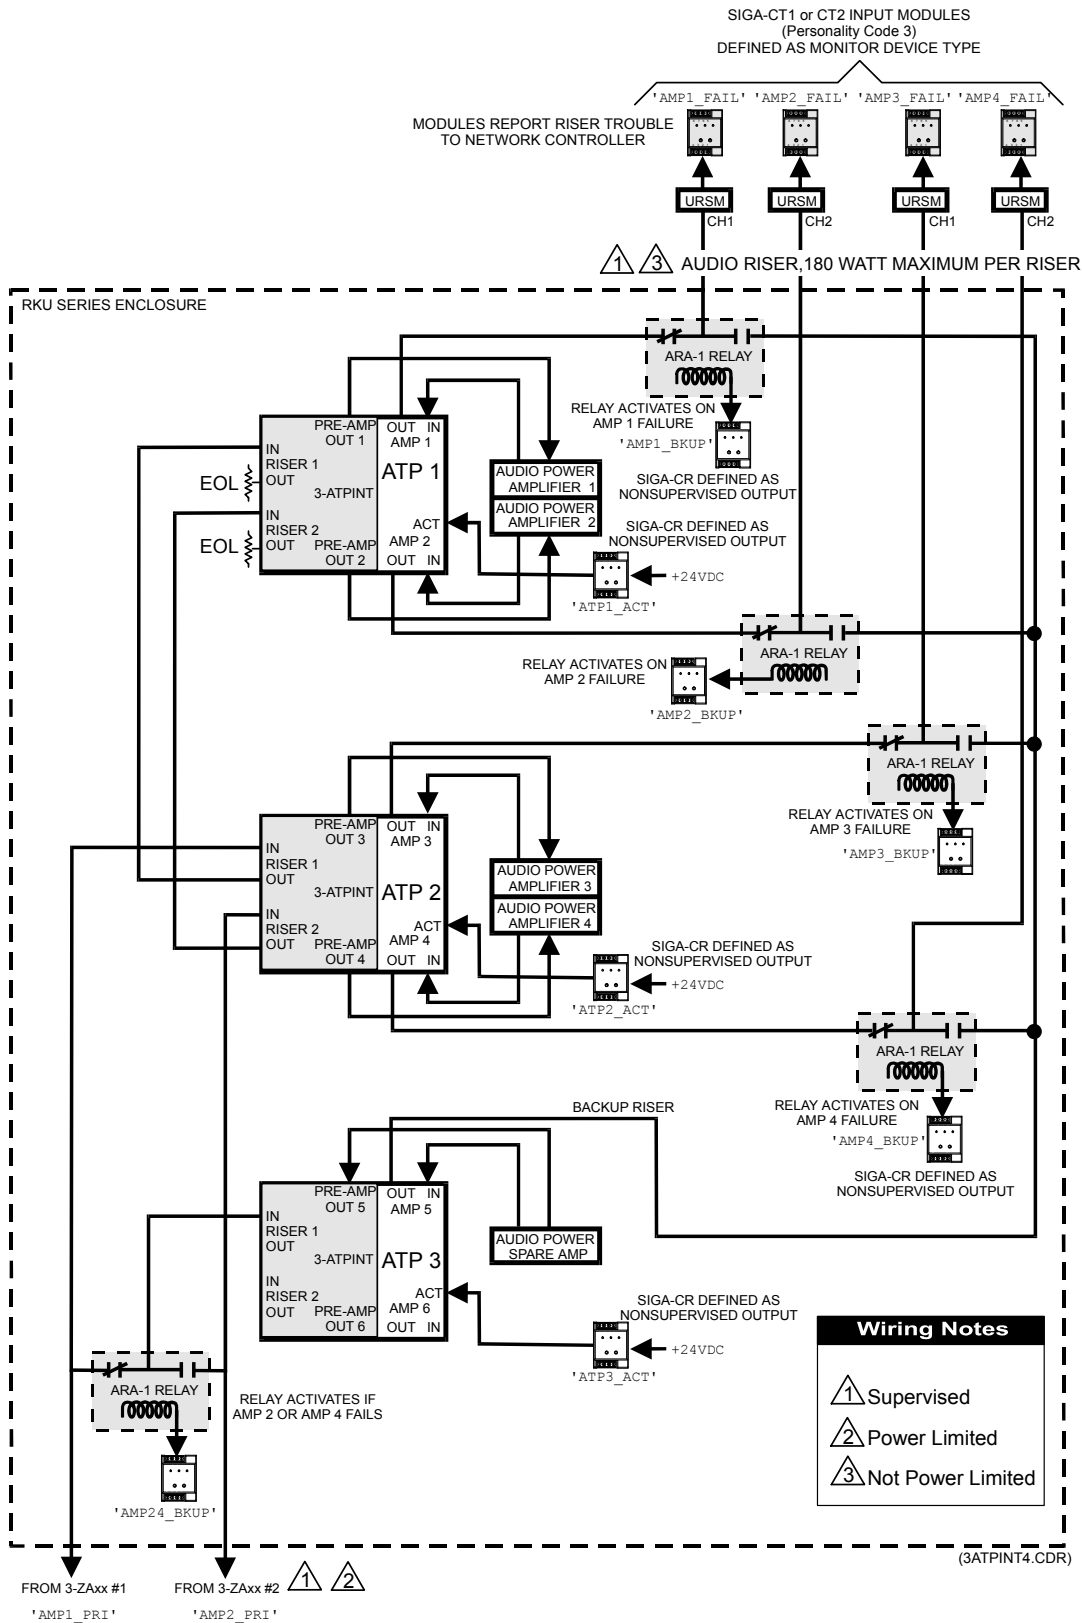 SIGA-CT1 or CT2 INPUT MODULES
(Personality Code 3)
DEFINED AS MONITOR DEVICE TYPE
'AMP1_FAIL' 'AMP2_FAIL' 'AMP3_FAIL' 'AMP4_FAIL'
MODULES REPORT RISER TROUBLE
TO NETWORK CONTROLLER
URSM URSM URSM URSM
CH1 CH2 CH1 CH2
1 3 AUDIO RISER,180 WATT MAXIMUM PER RISER
RKU SERIES ENCLOSURE
ARA-1 RELAY
RELAY ACTIVATES ON
AMP 1 FAILURE
'AMP1_BKUP'
SIGA-CR DEFINED AS
NONSUPERVISED OUTPUT
PRE-AMP
OUT 1
OUT IN
AMP 1
IN
RISER 1
OUT
EOL
3-ATPINT
ATP 1
IN
RISER 2
OUT
EOL
PRE-AMP
OUT 2
ACT
AMP 2
OUT IN
AUDIO POWER
AMPLIFIER 1
AUDIO POWER
AMPLIFIER 2
SIGA-CR DEFINED AS
NONSUPERVISED OUTPUT
+24VDC
'ATP1_ACT'
ARA-1 RELAY
RELAY ACTIVATES ON
AMP 2 FAILURE
'AMP2_BKUP'
ARA-1 RELAY
RELAY ACTIVATES ON
AMP 3 FAILURE
'AMP3_BKUP'
PRE-AMP
OUT 3
OUT IN
AMP 3
IN
RISER 1
OUT
3-ATPINT
ATP 2
IN
RISER 2
OUT
PRE-AMP
OUT 4
ACT
AMP 4
OUT IN
AUDIO POWER
AMPLIFIER 3
AUDIO POWER
AMPLIFIER 4
SIGA-CR DEFINED AS
NONSUPERVISED OUTPUT
+24VDC
'ATP2_ACT'
ARA-1 RELAY
RELAY ACTIVATES ON
AMP 4 FAILURE
'AMP4_BKUP'
SIGA-CR DEFINED AS
NONSUPERVISED OUTPUT
BACKUP RISER
PRE-AMP
OUT 5
OUT IN
AMP 5
IN
RISER 1
OUT
3-ATPINT
ATP 3
IN
RISER 2
OUT
PRE-AMP
OUT 6
ACT
AMP 6
OUT IN
AUDIO POWER
SPARE AMP
SIGA-CR DEFINED AS
NONSUPERVISED OUTPUT
+24VDC
'ATP3_ACT'
ARA-1 RELAY
RELAY ACTIVATES IF
AMP 2 OR AMP 4 FAILS
'AMP24_BKUP'
Wiring Notes
1 Supervised
2 Power Limited
3 Not Power Limited
(3ATPINT4.CDR)
FROM 3-ZAxx #1
'AMP1_PRI'
FROM 3-ZAxx #2 1 2
'AMP2_PRI'